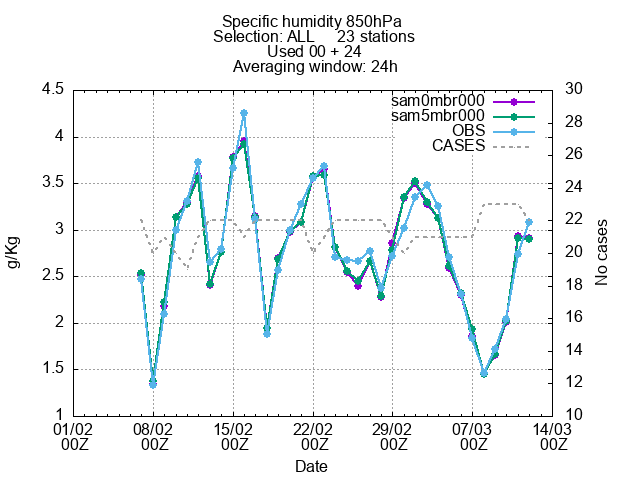 Specific humidity 850hPa
Selection: ALL 23 stations
Used 00 + 24
Averaging window: 24h
sam0mbr000
sam5mbr000
OBS
CASES
4.5
4
3.5
3
2.5
2
1.5
1
g/Kg
30
28
26
24
22
20
18
16
14
12
10
No cases
01/02 08/02 15/02 22/02 29/02 07/03 14/03
00Z 00Z 00Z 00Z 00Z 00Z 00Z
Date